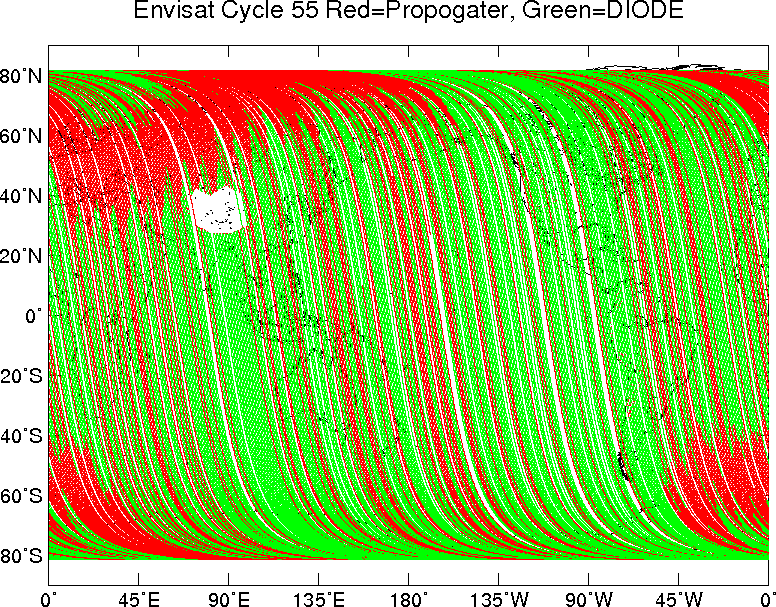 Envisat Cycle 55 Red=Propogater, Green=DIODE
80˚N
60˚N
40˚N
20˚N
0˚
20˚S
40˚S
60˚S
80˚S
0˚ 45˚E 90˚E 135˚E 180˚ 135˚W 90˚W 45˚W 0˚